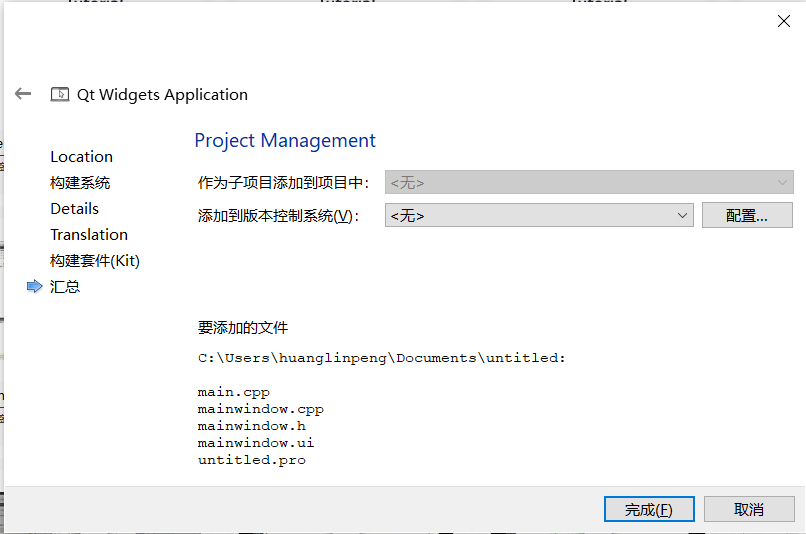 Qt Widgets Application
Project Management
Location
构建系统
Details
Translation
构建套件(Kit)
汇总
作为子项目添加到项目中：
<无>
添加到版本控制系统(V)：
<无>
配置...
要添加的文件
C:\Users\huanglinpeng\Documents\untitled:
main.cpp
mainwindow.cpp
mainwindow.h
mainwindow.ui
untitled.pro
完成(F)
取消